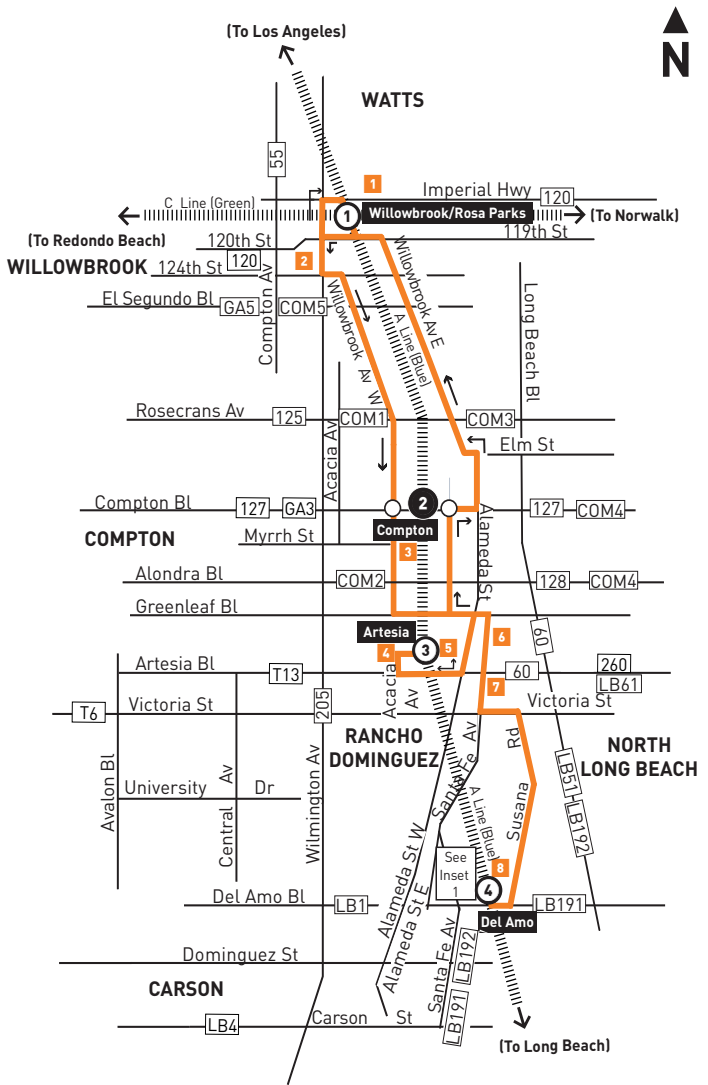 (To Los Angeles)
N
WATTS
55
1
Imperial Hwy
120
C Line (Green)
1
Willowbrook/Rosa Parks
(To Norwalk)
(To Redondo Beach)
120th St
119th St
120
2
WILLOWBROOK
124th St
El Segundo Bl
GA5
COM5
Compton Av
Willowbrook Av W
Willowbrook Av E
A Line (Blue)
Long Beach Bl
Rosecrans Av
125
COM1
COM3
Acacia Av
Elm St
Compton Bl
127
GA3
2
127
COM4
Compton
Alameda St
COMPTON
Myrrh St
3
Alondra Bl
COM2
128
COM4
Greenleaf Bl
Artesia
6
60
4
3
5
Artesia Bl
T13
60
260
LB61
Acacia Av
7
T6
Victoria St
205
Victoria St
RANCHO
DOMINGUEZ
Santa Fe Av
Rd
Susana
NORTH
LONG BEACH
Avalon Bl
University Dr
Central Av
Wilmington Av
A Line (Blue)
LB51-
LB192
Alameda St W
See
Inset
1
8
4
Del Amo Bl
LB1
LB191
Alameda St E
Del Amo
Santa Fe Av
LB192
Dominguez St
CARSON
LB191
LB4
Carson St
(To Long Beach)